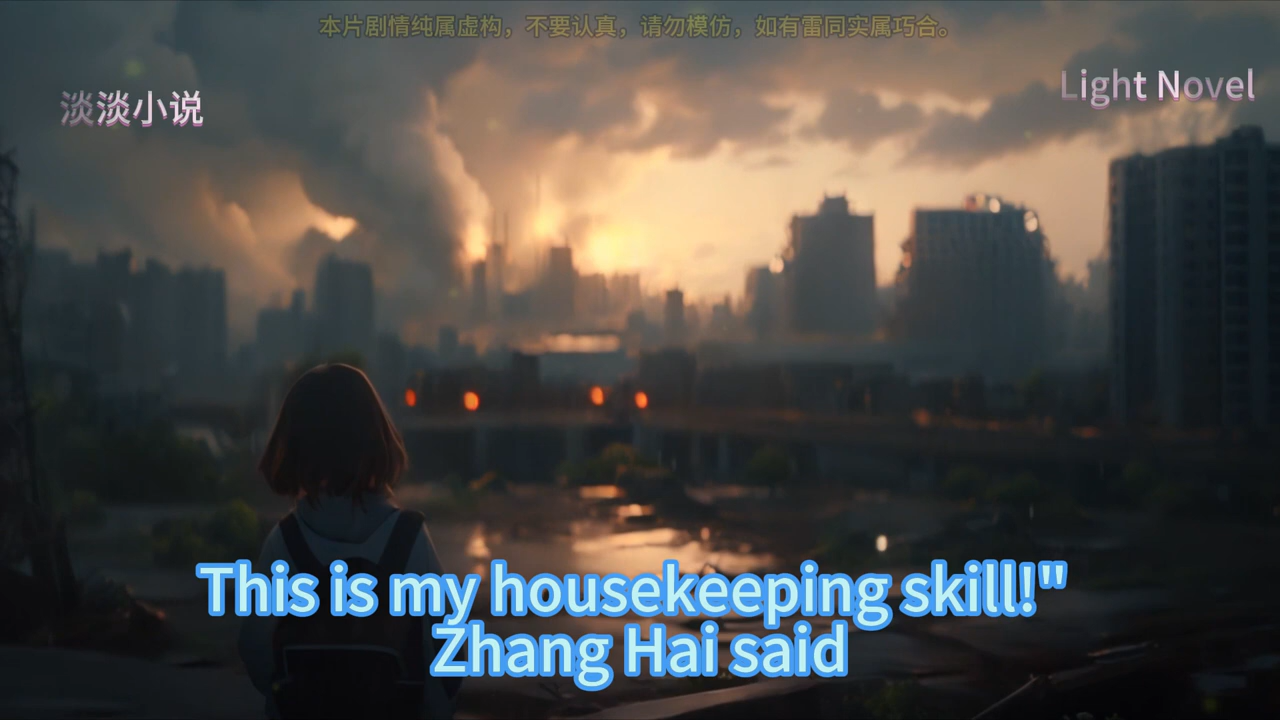 本片剧情纯属虚构，不要认真，请勿模仿，如有雷同实属巧合。
淡淡小说
Light Novel
This is my housekeeping skill!"
Zhang Hai said